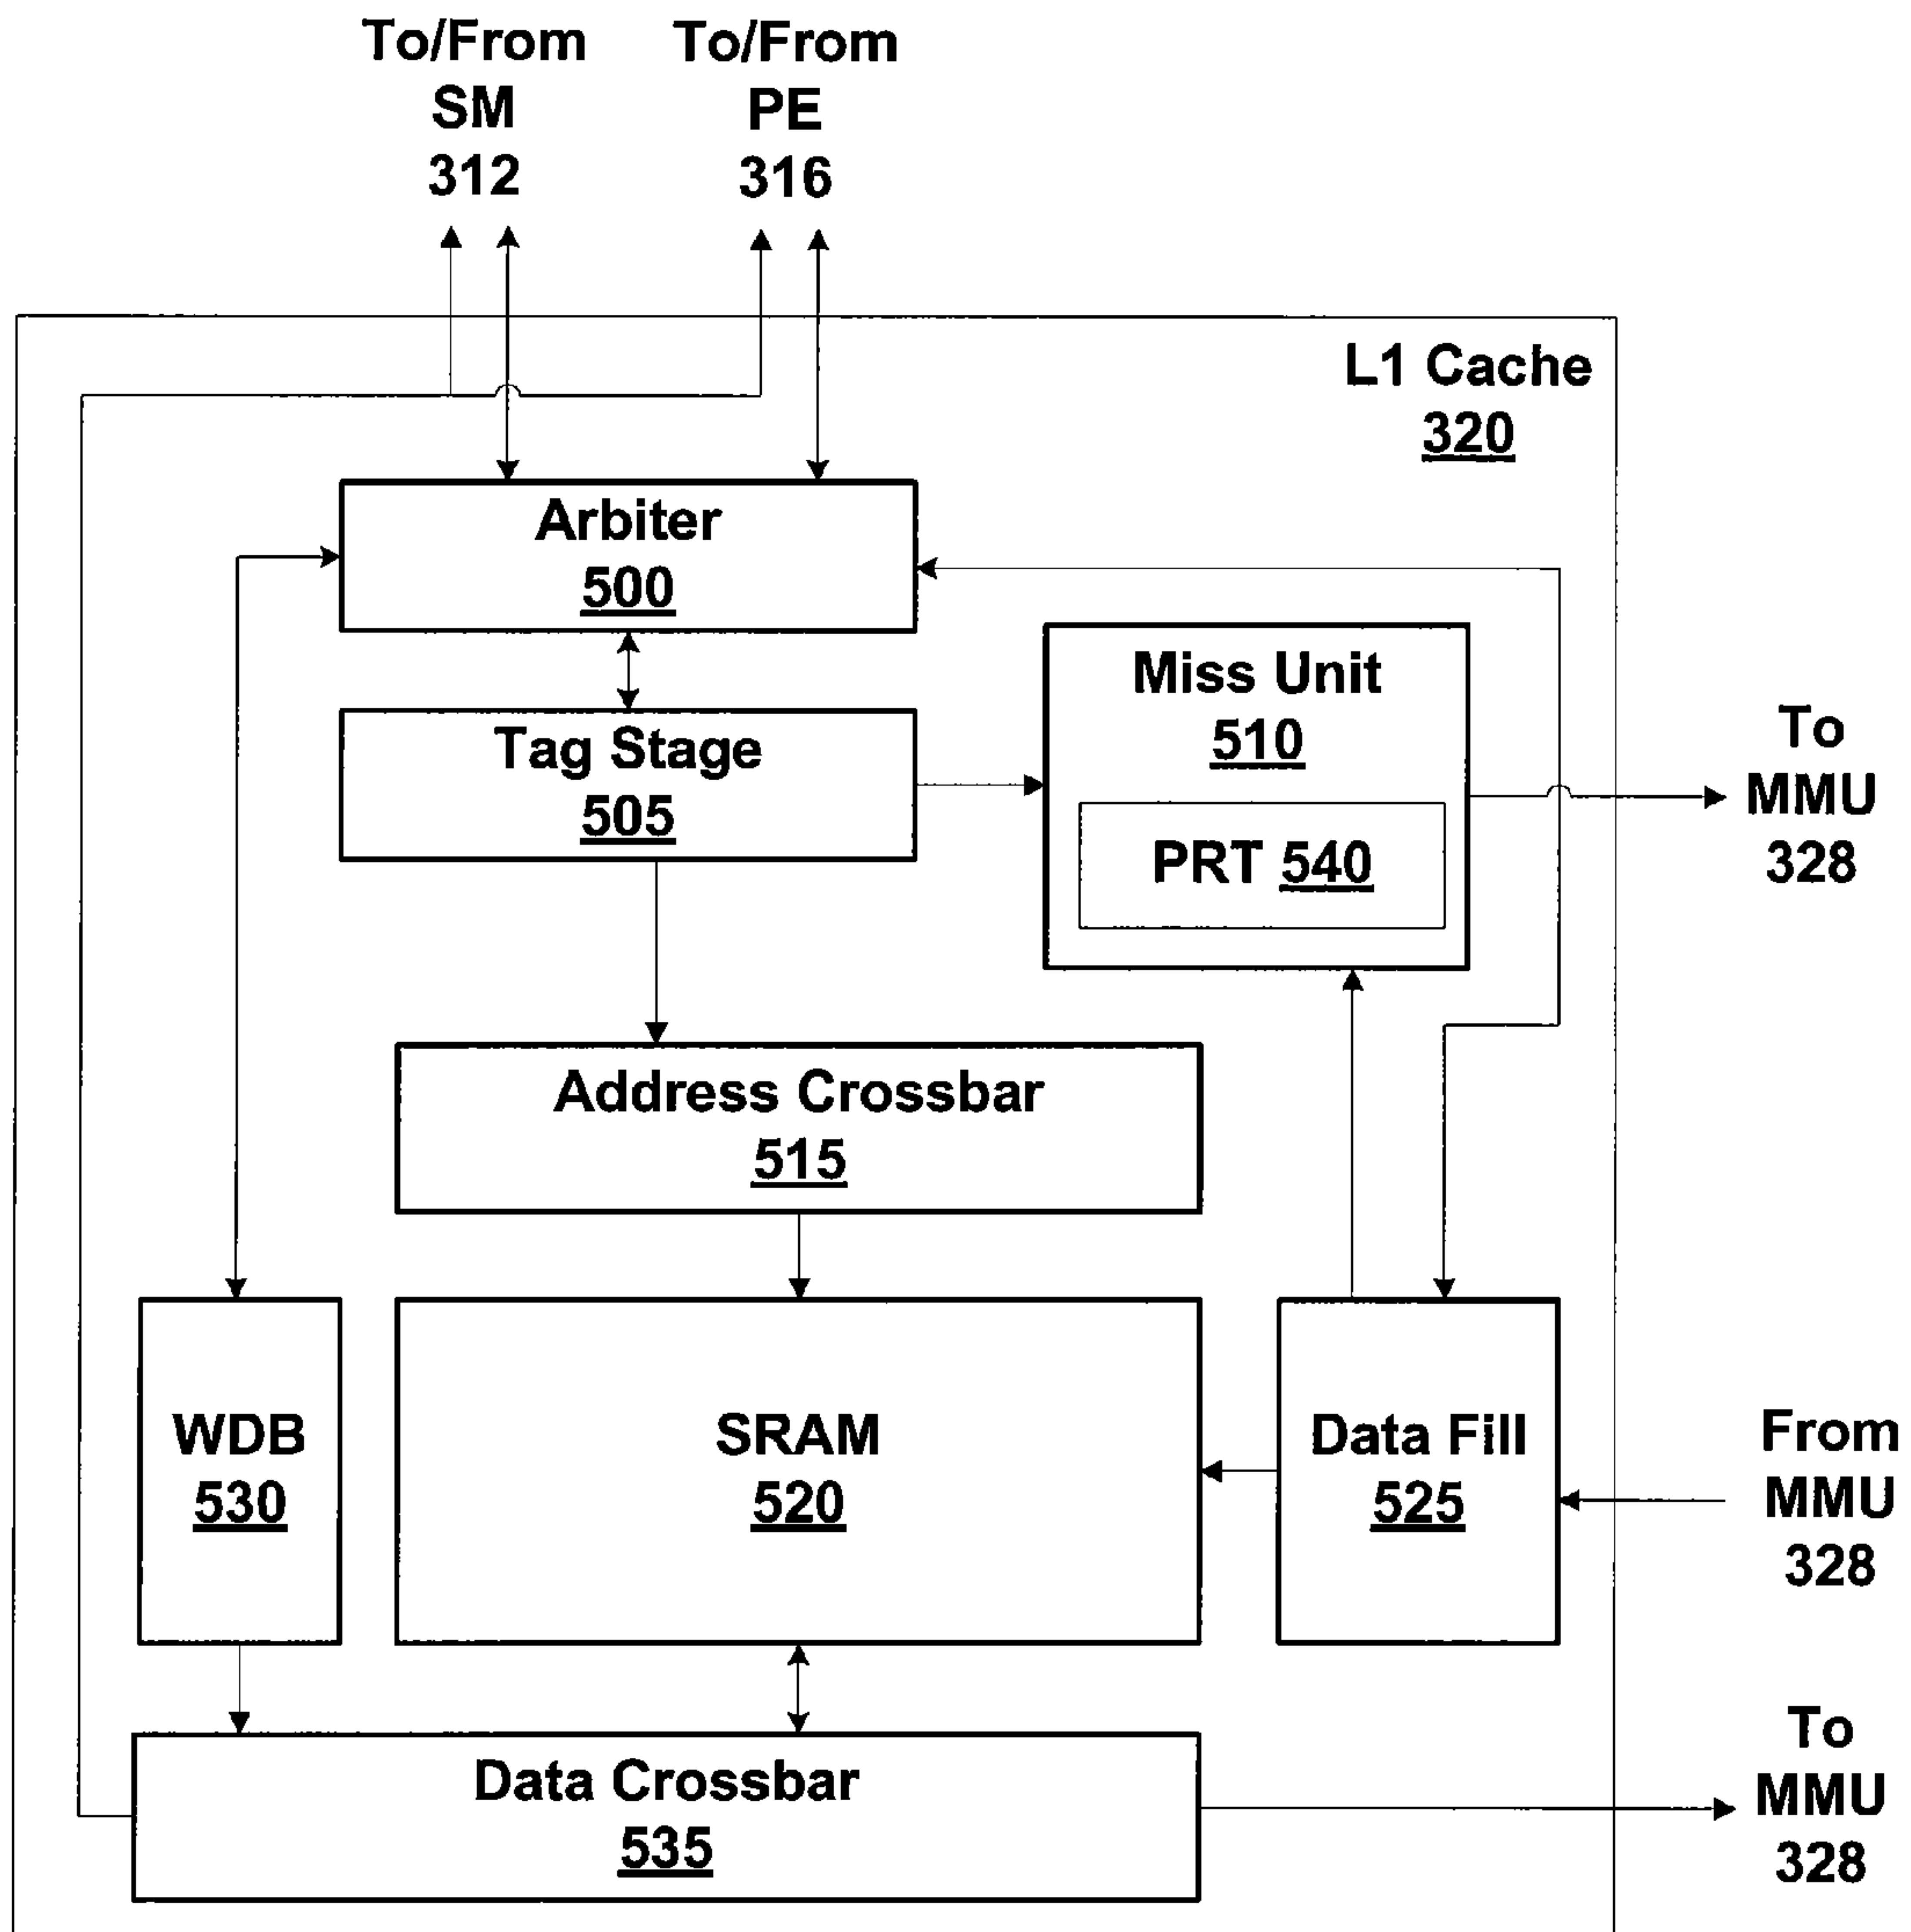 To/From
SM
312
To/From
PE
316
L1 Cache
320
Arbiter
500
Tag Stage
505
Miss Unit
510
PRT 540
To
MMU
328
Address Crossbar
515
WDB
530
SRAM
520
Data Fill
525
From
MMU
328
Data Crossbar
535
To
MMU
328